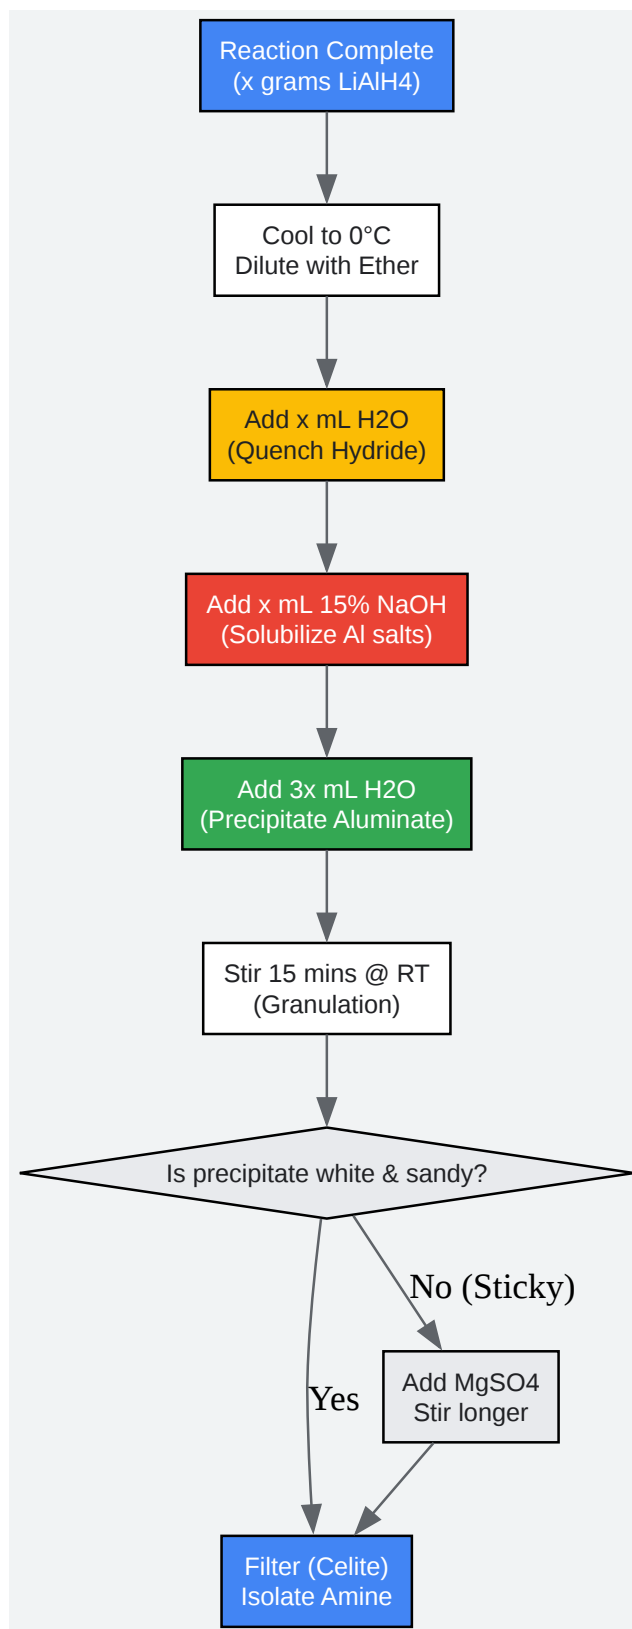 Reaction Complete
(x grams LiAlH4)
Cool to 0°C
Dilute with Ether
Add x mL H2O
(Quench Hydride)
Add x mL 15% NaOH
(Solubilize Al salts)
Add 3x mL H2O
(Precipitate Aluminate)
Stir 15 mins @ RT
(Granulation)
Is precipitate white & sandy?
No (Sticky)
Yes
Add MgSO4
Stir longer
Filter (Celite)
Isolate Amine